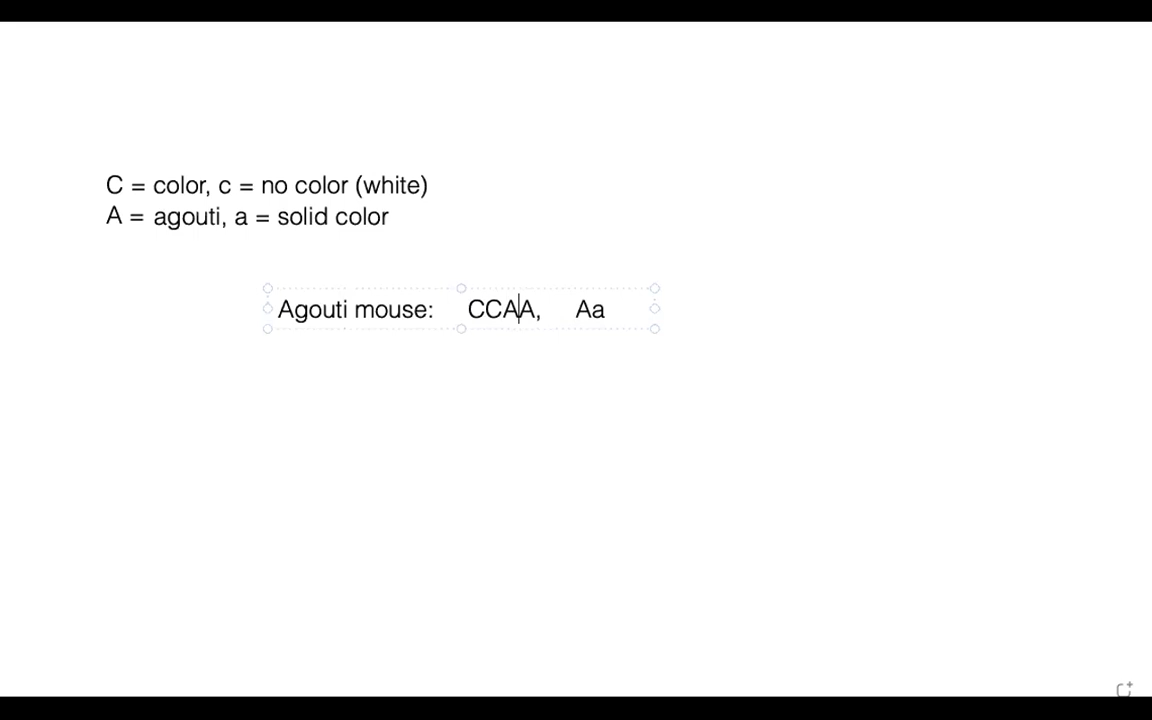 C = color, c = no color (white)
A = agouti, a = solid color
Agouti mouse: CCAA, Aa